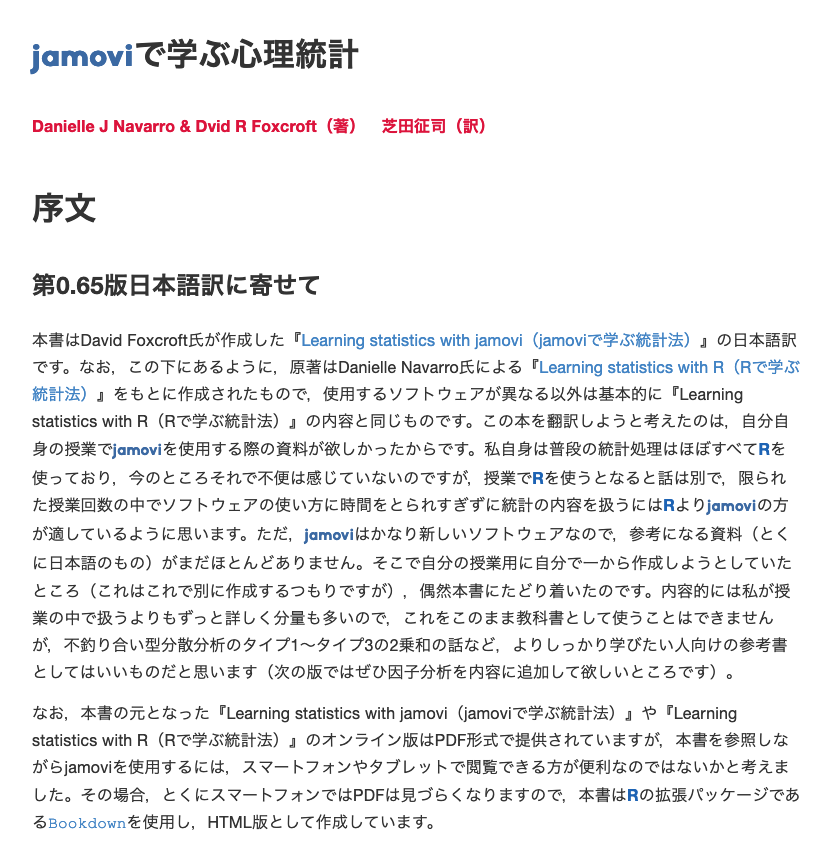 jamoviで学ぶ心理統計
Danielle J Navarro & Dvid R Foxcroft（著）　芝田征司（訳）
序文
第0.65版日本語訳に寄せて
本書はDavid Foxcroft氏が作成した『Learning statistics with jamovi（jamoviで学ぶ統計法）』の日本語訳
です。なお，この下にあるように，原著はDanielle Navarro氏による『Learning statistics with R（Rで学ぶ
統計法）』をもとに作成されたもので，使用するソフトウェアが異なる以外は基本的に『Learning
statistics with R（Rで学ぶ統計法）』の内容と同じものです。この本を翻訳しようと考えたのは，自分自
身の授業でjamoviを使用する際の資料が欲しかったからです。私自身は普段の統計処理はほぼすべてRを
使っており，今のところそれで不便は感じていないのですが，授業でRを使うとなると話は別で，限られ
た授業回数の中でソフトウェアの使い方に時間をとられすぎずに統計の内容を扱うにはRよりjamoviの方
が適しているように思います。ただ，jamoviはかなり新しいソフトウェアなので，参考になる資料（とく
に日本語のもの）がまだほとんどありません。そこで自分の授業用に自分で一から作成しようとしていた
ところ（これはこれで別に作成するつもりですが），偶然本書にたどり着いたのです。内容的には私が授
業の中で扱うよりもずっと詳しく分量も多いので，これをこのまま教科書として使うことはできません
が，不釣り合い型分散分析のタイプ1〜タイプ3の2乗和の話など，よりしっかり学びたい人向けの参考書
としてはいいものだと思います（次の版ではぜひ因子分析を内容に追加して欲しいところです）。
なお，本書の元となった『Learning statistics with jamovi（jamoviで学ぶ統計法）』や『Learning
statistics with R（Rで学ぶ統計法）』のオンライン版はPDF形式で提供されていますが，本書を参照しな
がらjamoviを使用するには，スマートフォンやタブレットで閲覧できる方が便利なのではないかと考えま
した。その場合，とくにスマートフォンではPDFは見づらくなりますので，本書はRの拡張パッケージであ
るBookdownを使用し，HTML版として作成しています。